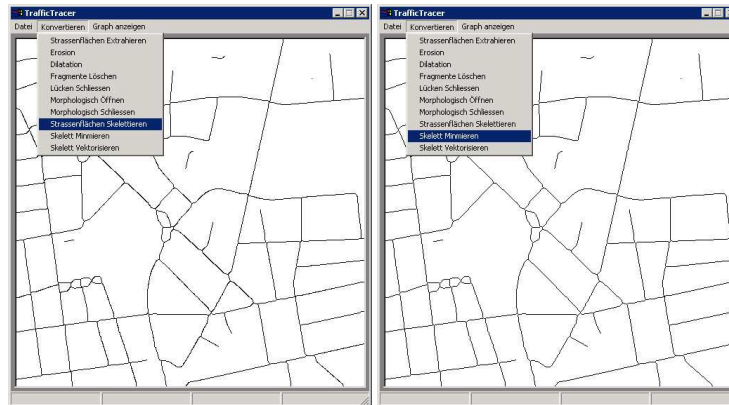 TrafficTracer
Datei Konvertieren Graph anzeigen
Strassenflächen Extrahieren
Erosion
Dilatation
Fragmente Löschen
Lücken Schliessen
Morphologisch Öffnen
Morphologisch Schliessen
Strassenflächen Skelettieren
Skelett Minmieren
Skelett Vektorisieren
TrafficTracer
Datei Konvertieren Graph anzeigen
Strassenflächen Extrahieren
Erosion
Dilatation
Fragmente Löschen
Lücken Schliessen
Morphologisch Öffnen
Morphologisch Schliessen
Strassenflächen Skelettieren
Skelett Minmieren
Skelett Vektorisieren